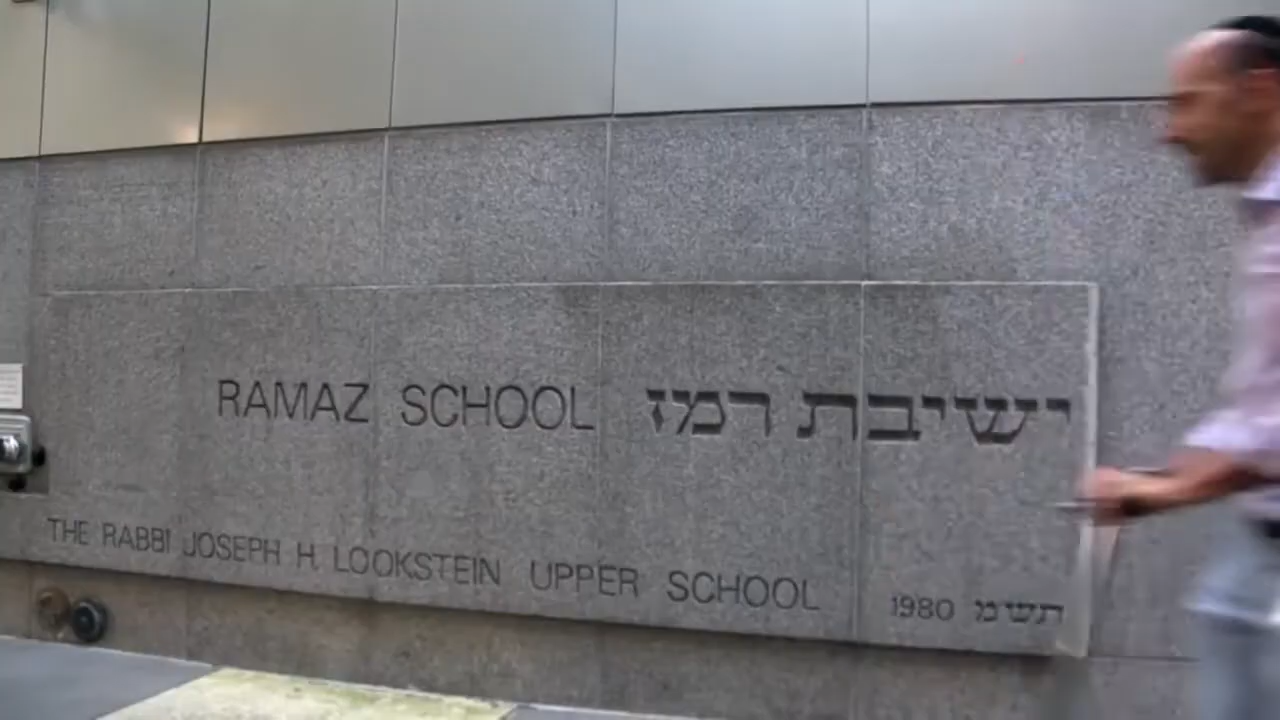 RAMAZ SCHOOL ישיבת רמז
THE RABBI JOSEPH H. LOOKSTEIN UPPER SCHOOL 1980 תשמ